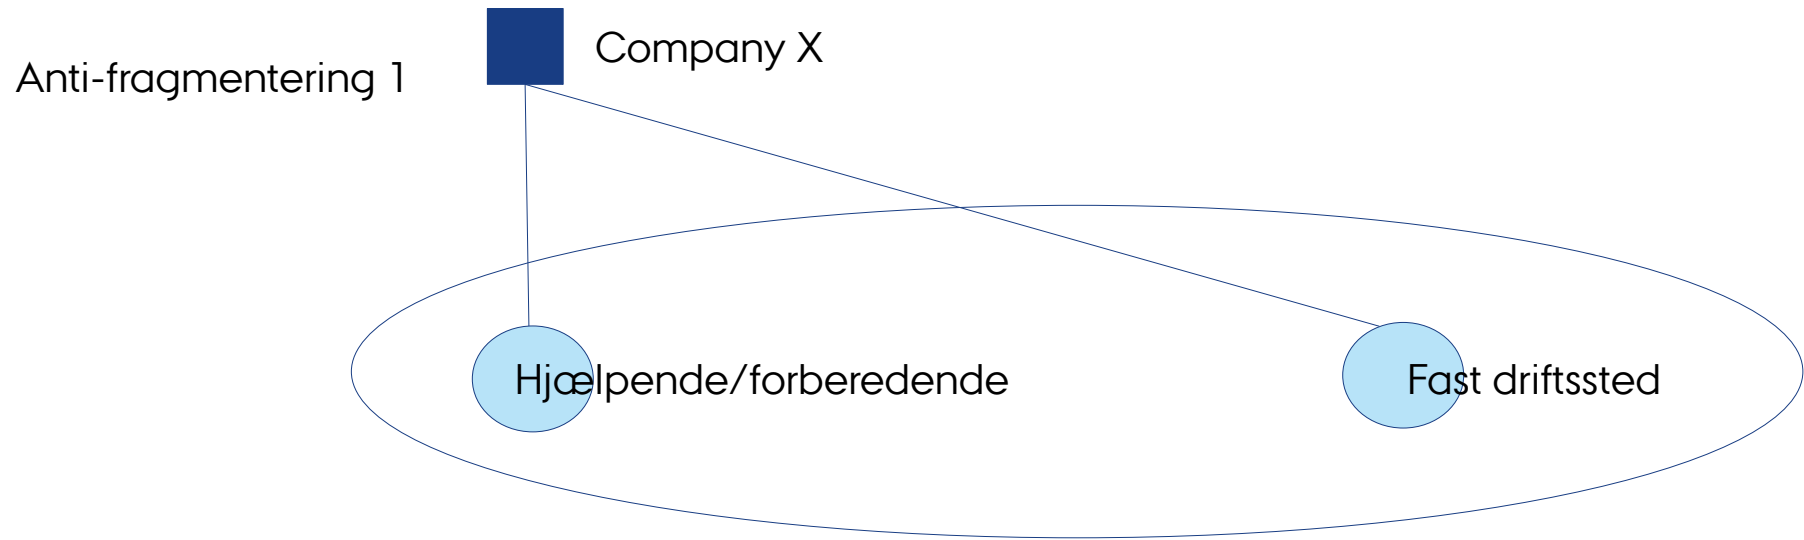 Anti-fragmentering 1
Company X
Hjælpende/forberedende
Fast driftssted